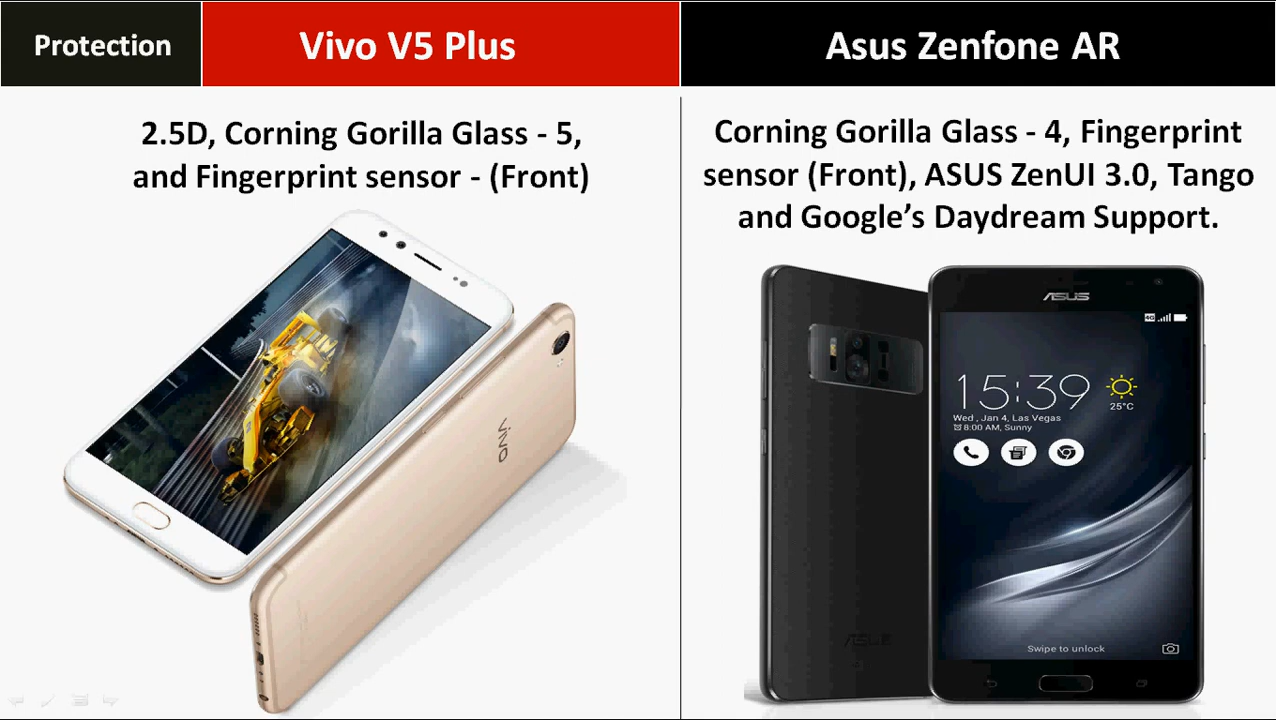 Protection
Vivo V5 Plus
Asus Zenfone AR
2.5D, Corning Gorilla Glass - 5,
and Fingerprint sensor - (Front)
Corning Gorilla Glass - 4, Fingerprint
sensor (Front), ASUS ZenUI 3.0, Tango
and Google’s Daydream Support.
vivo
ASUS
4G
15:39
25°C
Wed , Jan 4, Las Vegas
8:00 AM, Sunny
ASUS
Swipe to unlock